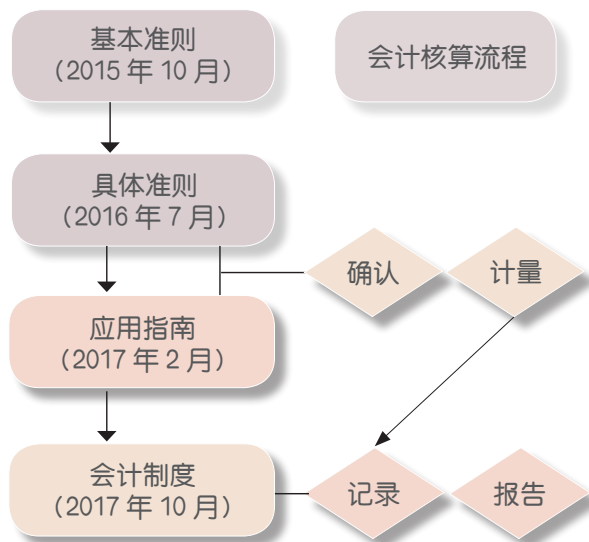 基本准则
（2015 年 10 月）
会计核算流程
具体准则
（2016 年 7 月）
确认
计量
应用指南
（2017 年 2 月）
会计制度
（2017 年 10 月）
记录
报告